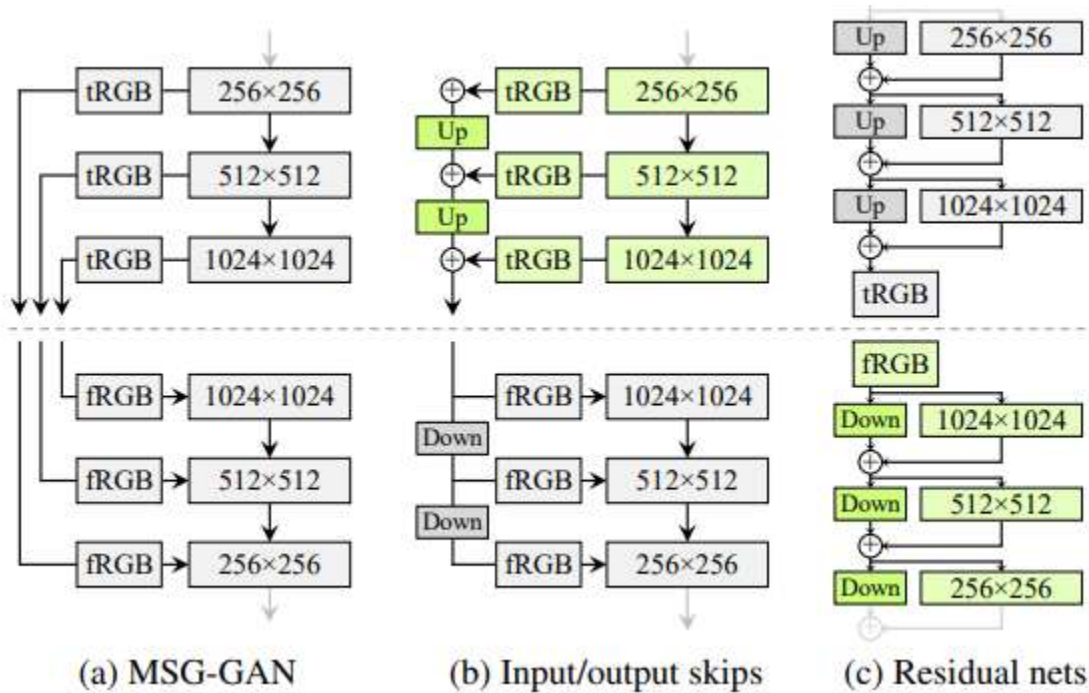 tRGB 256×256
tRGB 512×512
tRGB 1024×1024
fRGB 1024×1024
fRGB 512×512
fRGB 256×256
(a) MSG-GAN
tRGB 256×256
Up
tRGB 512×512
Up
tRGB 1024×1024
fRGB 1024×1024
Down
fRGB 512×512
Down
fRGB 256×256
(b) Input/output skips
Up 256×256
Up 512×512
Up 1024×1024
tRGB
fRGB
Down 1024×1024
Down 512×512
Down 256×256
(c) Residual nets